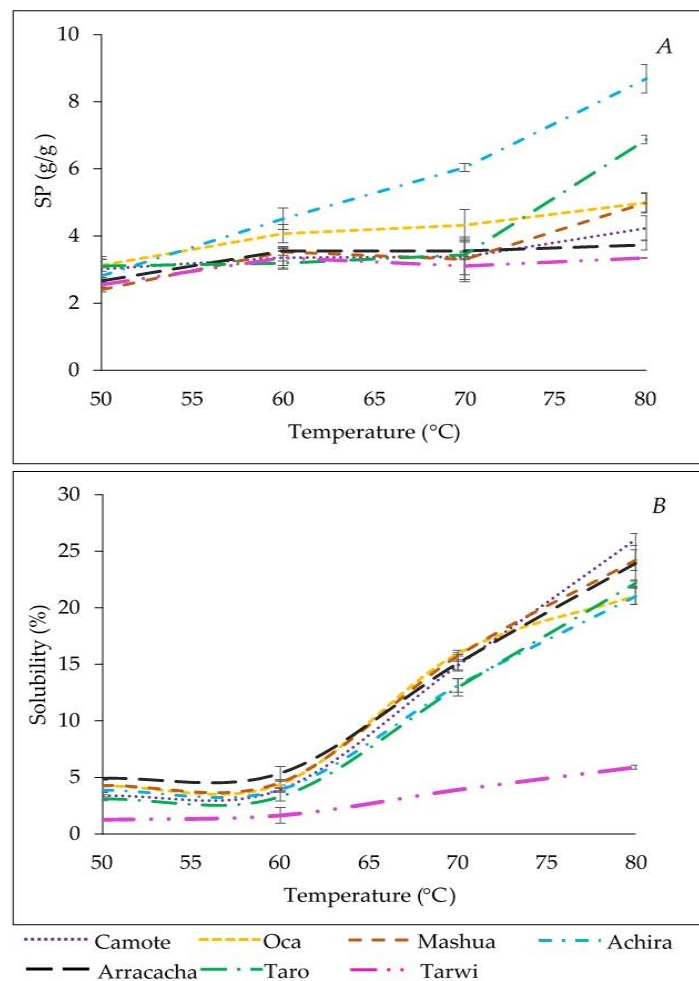 A
10
8
6
4
2
0
SP (g/g )
50 55 60 65 70 75 80
Temperature (°C)
B
30
25
20
15
10
5
0
Solubility (%)
50 55 60 65 70 75 80
Temperature (°C)
Camote Oca Mashua Achira
Arracacha Taro Tarwi